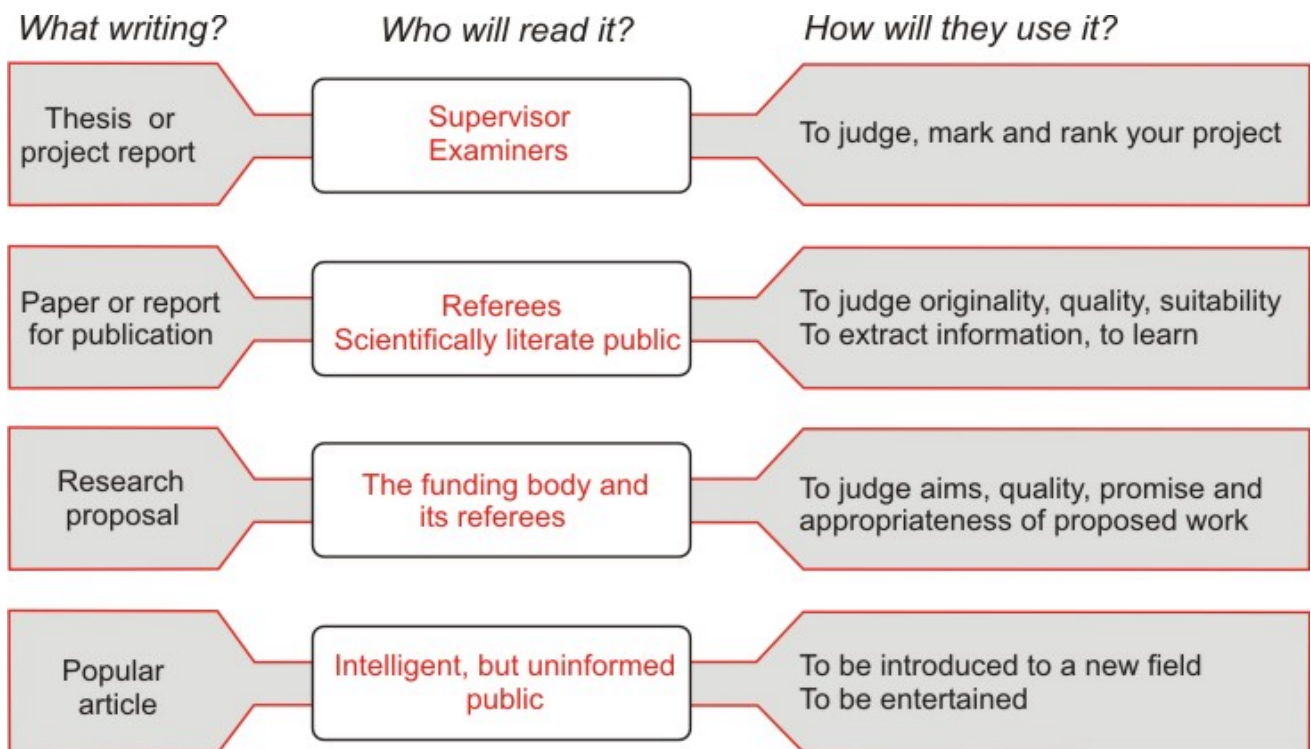 What writing?
Who will read it?
How will they use it?
Thesis or
project report
Supervisor
Examiners
To judge, mark and rank your project
Paper or report
for publication
Referees
Scientifically literate public
To judge originality, quality, suitability
To extract information, to learn
Research
proposal
The funding body and
its referees
To judge aims, quality, promise and
appropriateness of proposed work
Popular
article
Intelligent, but uninformed
public
To be introduced to a new field
To be entertained